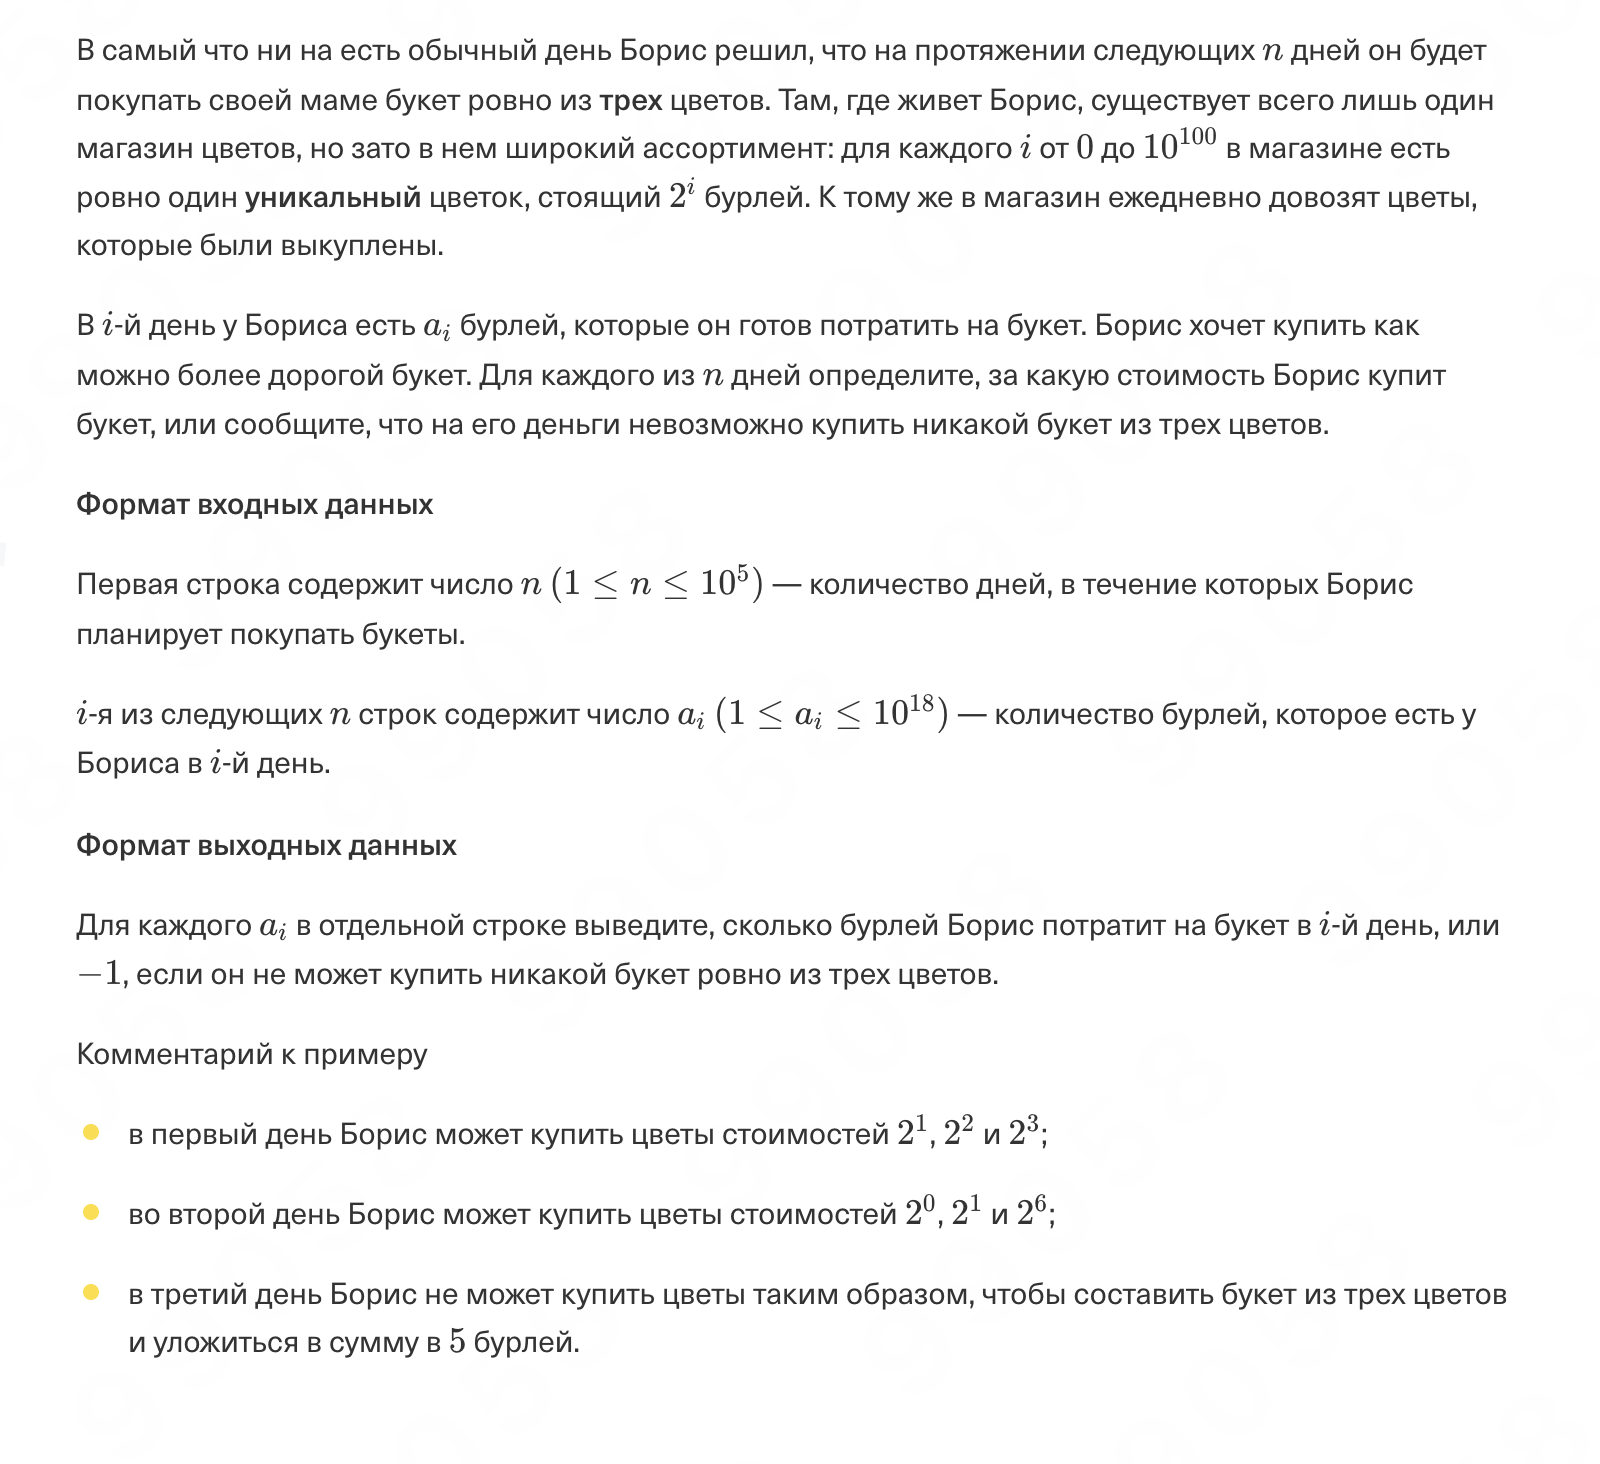 В самый что ни на есть обычный день Борис решил, что на протяжении следующих n дней он будет
покупать своей маме букет ровно из трех цветов. Там, где живет Борис, существует всего лишь один
магазин цветов, но зато в нем широкий ассортимент: для каждого i от 0 до 10^100 в магазине есть
ровно один уникальный цветок, стоящий 2^i бурлей. К тому же в магазин ежедневно довозят цветы,
которые были выкуплены.
В i-й день у Бориса есть a_i бурлей, которые он готов потратить на букет. Борис хочет купить как
можно более дорогой букет. Для каждого из n дней определите, за какую стоимость Борис купит
букет, или сообщите, что на его деньги невозможно купить никакой букет из трех цветов.
Формат входных данных
Первая строка содержит число n (1 ≤ n ≤ 10^5) — количество дней, в течение которых Борис
планирует покупать букеты.
i-я из следующих n строк содержит число a_i (1 ≤ a_i ≤ 10^18) — количество бурлей, которое есть у
Бориса в i-й день.
Формат выходных данных
Для каждого a_i в отдельной строке выведите, сколько бурлей Борис потратит на букет в i-й день, или
−1, если он не может купить никакой букет ровно из трех цветов.
Комментарий к примеру
в первый день Борис может купить цветы стоимостей 2^1, 2^2 и 2^3;
во второй день Борис может купить цветы стоимостей 2^0, 2^1 и 2^6;
в третий день Борис не может купить цветы таким образом, чтобы составить букет из трех цветов
и уложиться в сумму в 5 бурлей.